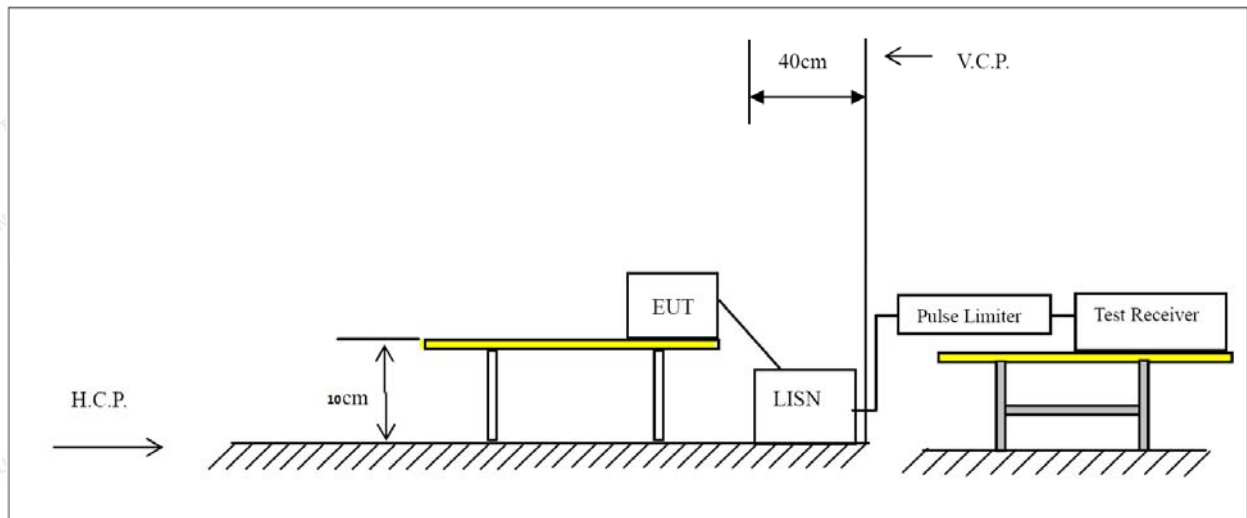 40cm
V.C.P.
EUT
Pulse Limiter
Test Receiver
10cm
H.C.P.
LISN